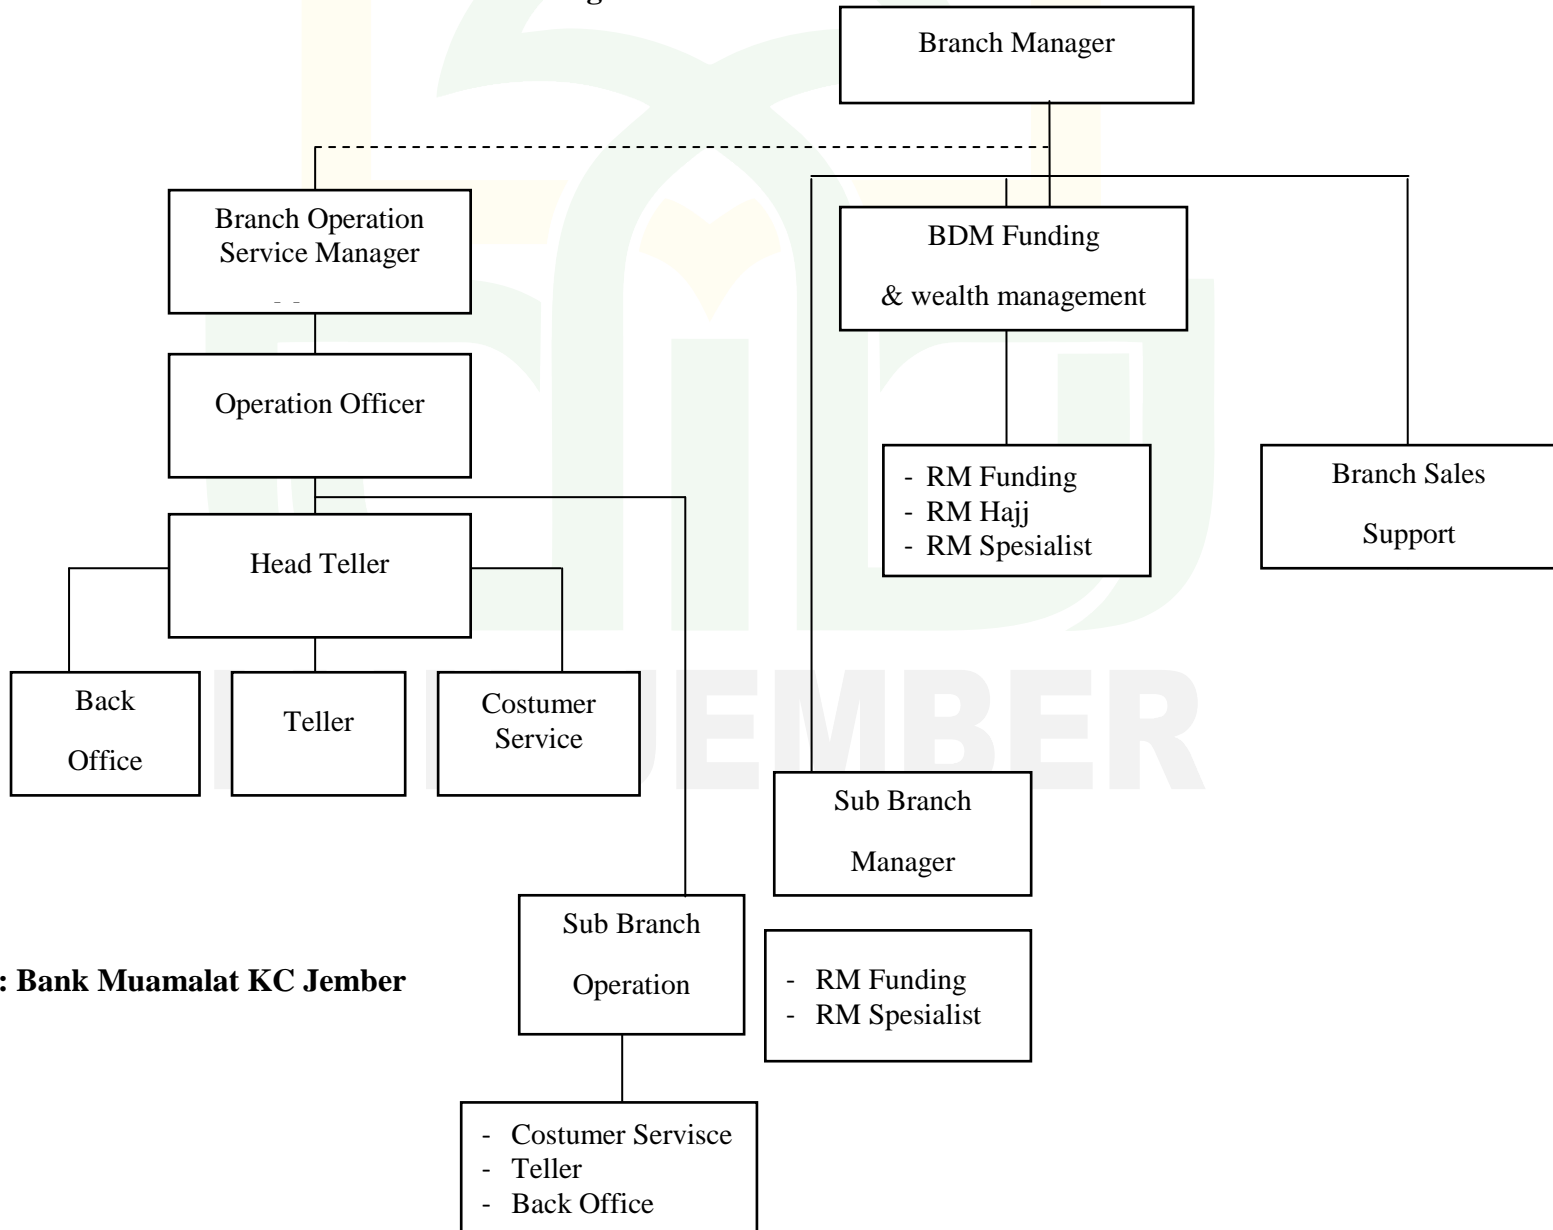 Branch Manager
Branch Operation
Service Manager
BDM Funding
& wealth management
Operation Officer
- RM Funding
- RM Hajj
- RM Spesialist
Branch Sales
Support
Head Teller
Back
Office
Teller
Costumer
Service
Sub Branch
Manager
Sub Branch
Operation
- RM Funding
- RM Spesialist
: Bank Muamalat KC Jember
- Costumer Servisce
- Teller
- Back Office
JEMBER